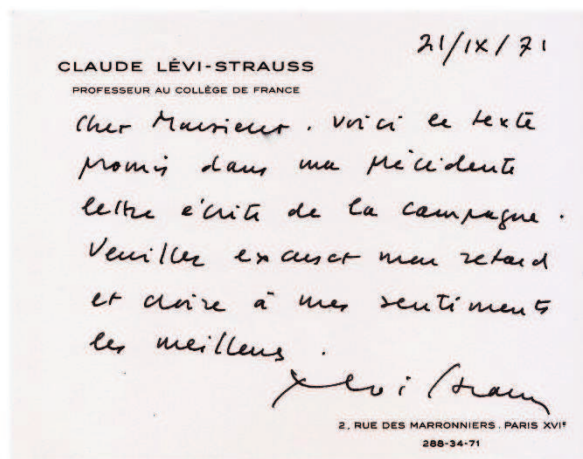 21/IX/71
CLAUDE LÉVI-STRAUSS
PROFESSEUR AU COLLÈGE DE FRANCE
Cher Monsieur. Voici le texte
promis dans ma précédente
lettre écrite de la campagne.
Veuillez excuser mon retard
et croire à mes sentiments
les meilleurs.
Lévi Strauss
2, RUE DES MARRONNIERS. PARIS XVIᵉ
288-34-71